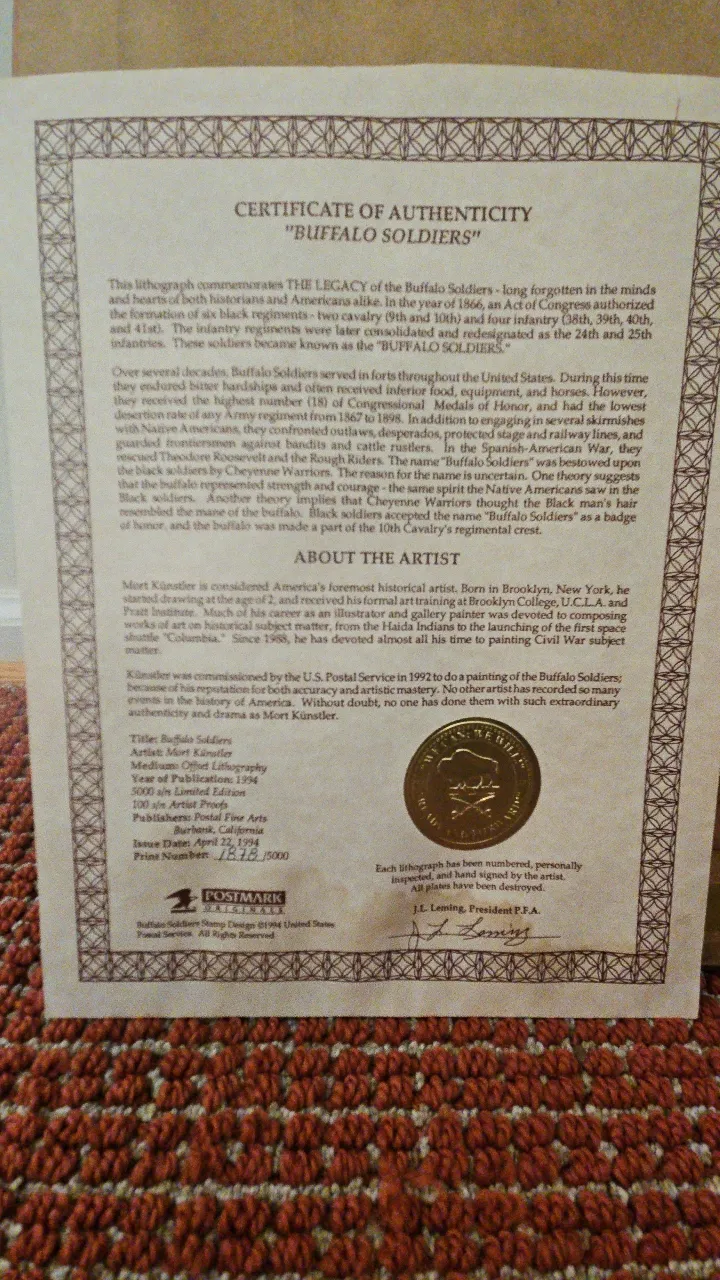 CERTIFICATE OF AUTHENTICITY
"BUFFALO SOLDIERS"
This lithograph commemorates THE LEGACY of the Buffalo Soldiers - long forgotten in the minds
and hearts of both historians and Americans alike. In the year of 1866, an Act of Congress authorized
the formation of six black regiments - two cavalry (9th and 10th) and four infantry (38th, 39th, 40th,
and 41st). The infantry regiments were later consolidated and redesignated as the 24th and 25th
infantries. These soldiers became known as the "BUFFALO SOLDIERS."
Over several decades, Buffalo Soldiers served in forts throughout the United States. During this time
they endured bitter hardships and often received inferior food, equipment, and horses. However,
they received the highest number (18) of Congressional Medals of Honor, and had the lowest
desertion rate of any Army regiment from 1867 to 1898. In addition to engaging in several skirmishes
with Native Americans, they confronted outlaws, desperados, protected stage and railway lines, and
guarded frontiersmen against bandits and cattle rustlers. In the Spanish-American War, they
rescued Theodore Roosevelt and the Rough Riders. The name "Buffalo Soldiers" was bestowed upon
the black soldiers by Cheyenne Warriors. The reason for the name is uncertain. One theory suggests
that the buffalo represented strength and courage - the same spirit the Native Americans saw in the
Black soldiers. Another theory implies that Cheyenne Warriors thought the Black man's hair
resembled the mane of the buffalo. Black soldiers accepted the name "Buffalo Soldiers" as a badge
of honor, and the buffalo was made a part of the 10th Cavalry's regimental crest.
ABOUT THE ARTIST
Mort Künstler is considered America's foremost historical artist. Born in Brooklyn, New York, he
started drawing at the age of 2, and received his formal art training at Brooklyn College, U.C.L.A. and
Pratt Institute. Much of his career as an illustrator and gallery painter was devoted to composing
works of art on historical subject matter, from the Haida Indians to the launching of the first space
shuttle "Columbia." Since 1988, he has devoted almost all his time to painting Civil War subject
matter.
Künstler was commissioned by the U.S. Postal Service in 1992 to do a painting of the Buffalo Soldiers;
because of his reputation for both accuracy and artistic mastery. No other artist has recorded so many
events in the history of America. Without doubt, no one has done them with such extraordinary
authenticity and drama as Mort Künstler.
Title: Buffalo Soldiers
Artist: Mort Künstler
Medium: Offset Lithography
Year of Publication: 1994
5000 s/n Limited Edition
100 s/n Artist Proofs
Publishers: Postal Fine Arts
Burbank, California
Issue Date: April 22, 1994
Print Number: 1878 /5000
WE CAN, WE WILL
READY AND FORWARD
Each lithograph has been numbered, personally
inspected, and hand signed by the artist.
All plates have been destroyed.
J.L. Leming, President P.F.A.
J L Leming
POSTMARK
ORIGINALS
Buffalo Soldiers Stamp Design ©1994 United States
Postal Service. All Rights Reserved